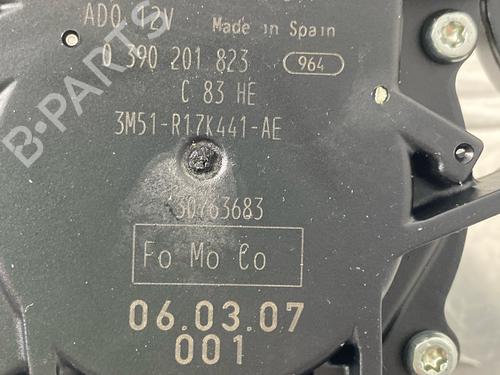 ADO 12V Made in Spain
0 390 201 823 964
C 83 HE
3M51-R17K441-AE
30763683
Fo Mo Co
06.03.07
001
B-PARTS